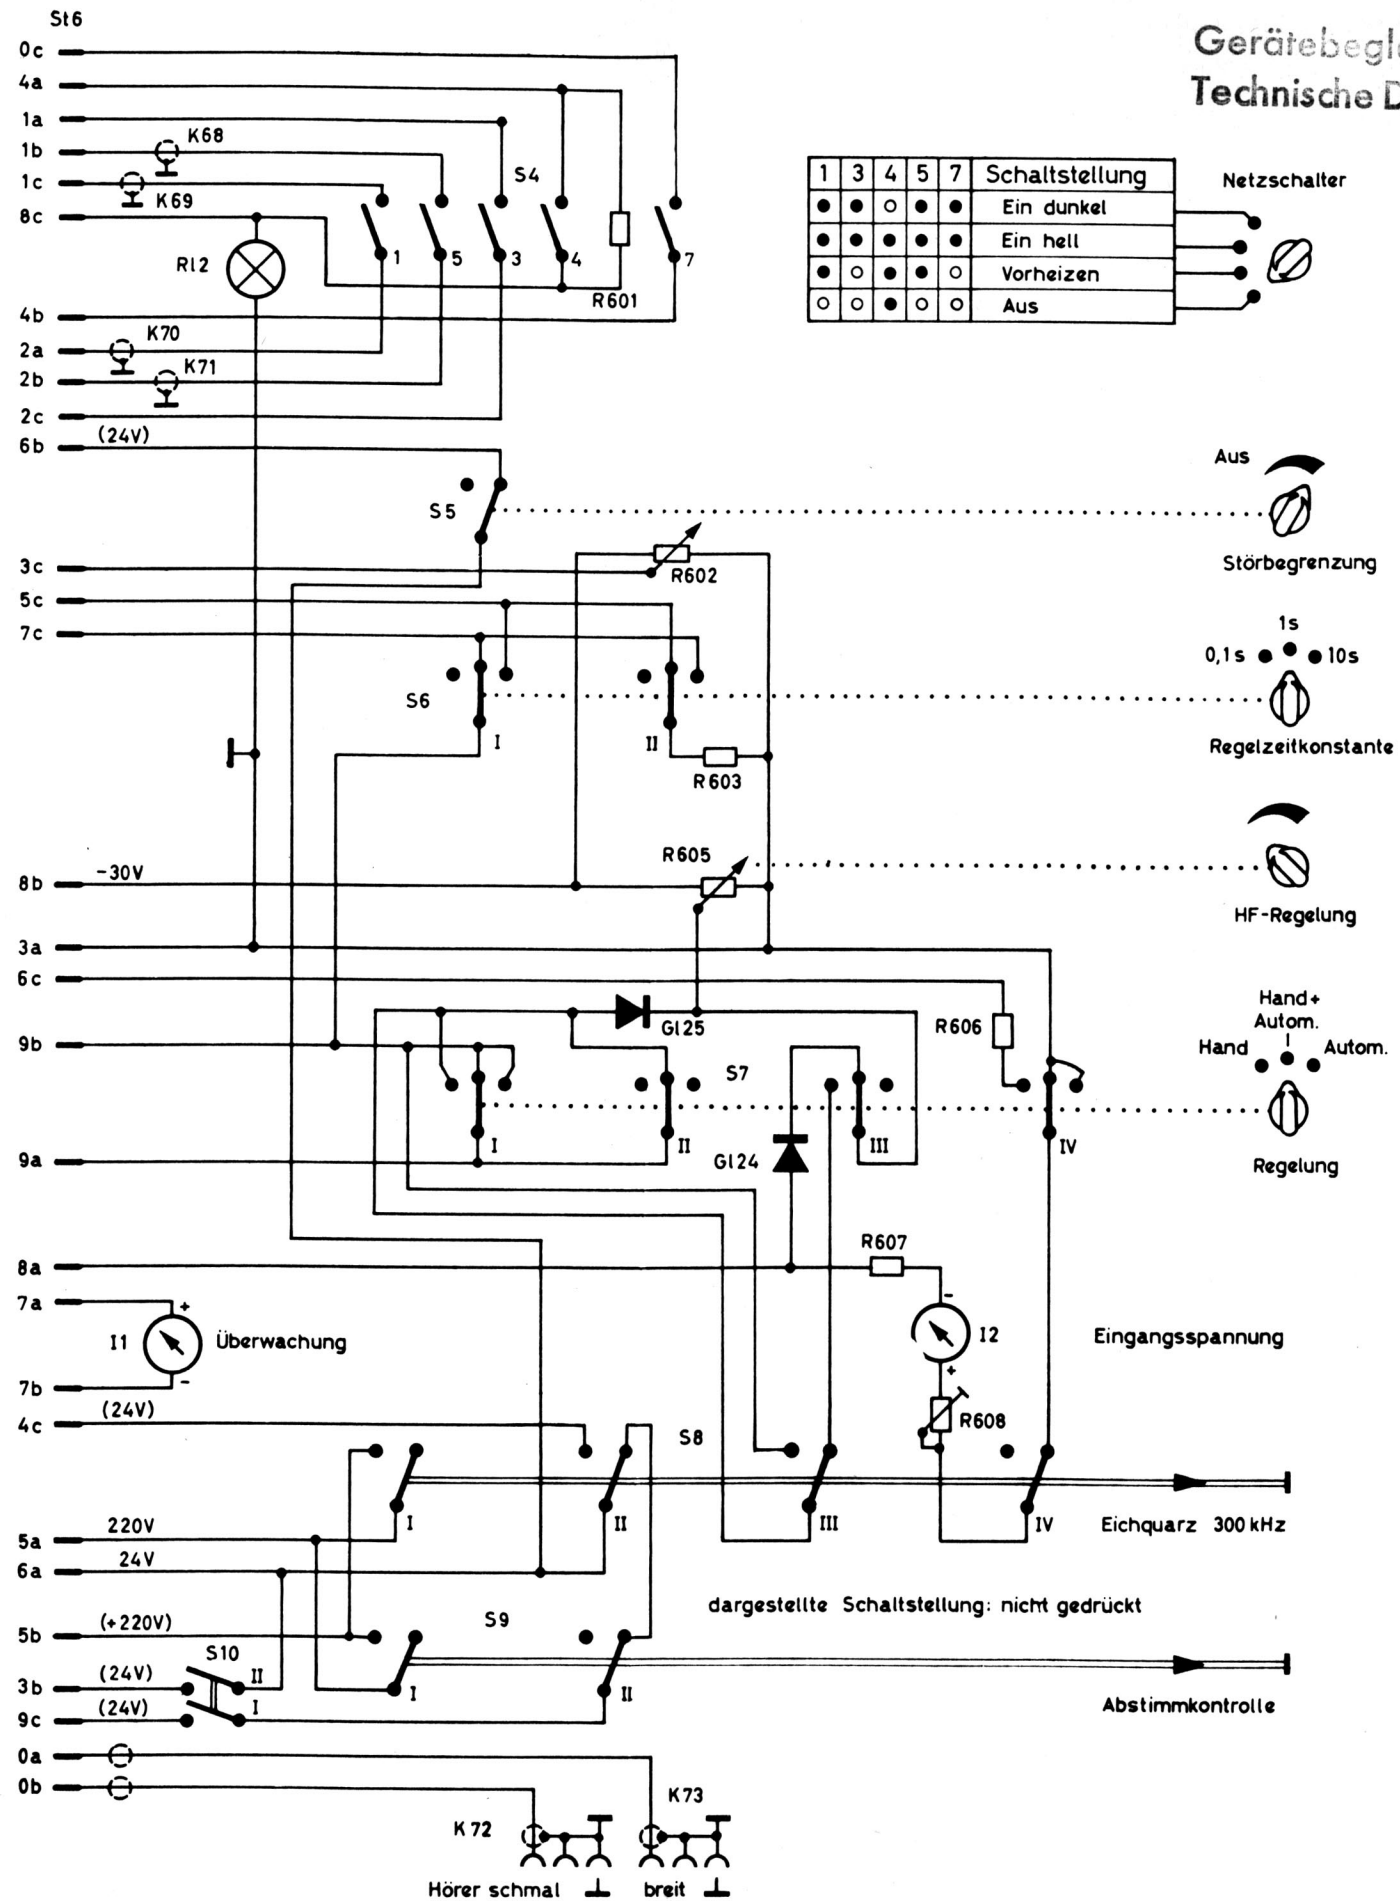 St6
0c
4a
1a
1b
K68
1c
K69
8c
S4
Rl2
1
5
3
4
7
R601
4b
K70
2a
K71
2b
2c
(24V)
6b
Technische
1 3 4 5 7 Schaltstellung
Ein dunkel
Ein hell
Vorheizen
Aus
Netzschalter
S5
Aus
Störbegrenzung
3c
R602
5c
7c
S6
I
II
R603
1s
0,1s
10s
Regelzeitkonstante
8b
-30V
R605
HF-Regelung
3a
6c
Gl25
R606
9b
S7
Hand+
Autom.
Hand
Autom.
I
II
III
IV
Gl24
9a
Regelung
8a
R607
7a
+
I1
Überwachung
-
7b
-
I2
+
Eingangsspannung
R608
4c
(24V)
S8
I
II
III
IV
Eichquarz 300kHz
5a
220V
6a
24V
dargestellte Schaltstellung: nicht gedrückt
5b
(+220V)
S9
S10
3b
(24V)
II
9c
(24V)
I
I
II
Abstimmkontrolle
0a
0b
K72
K73
Hörer schmal
breit